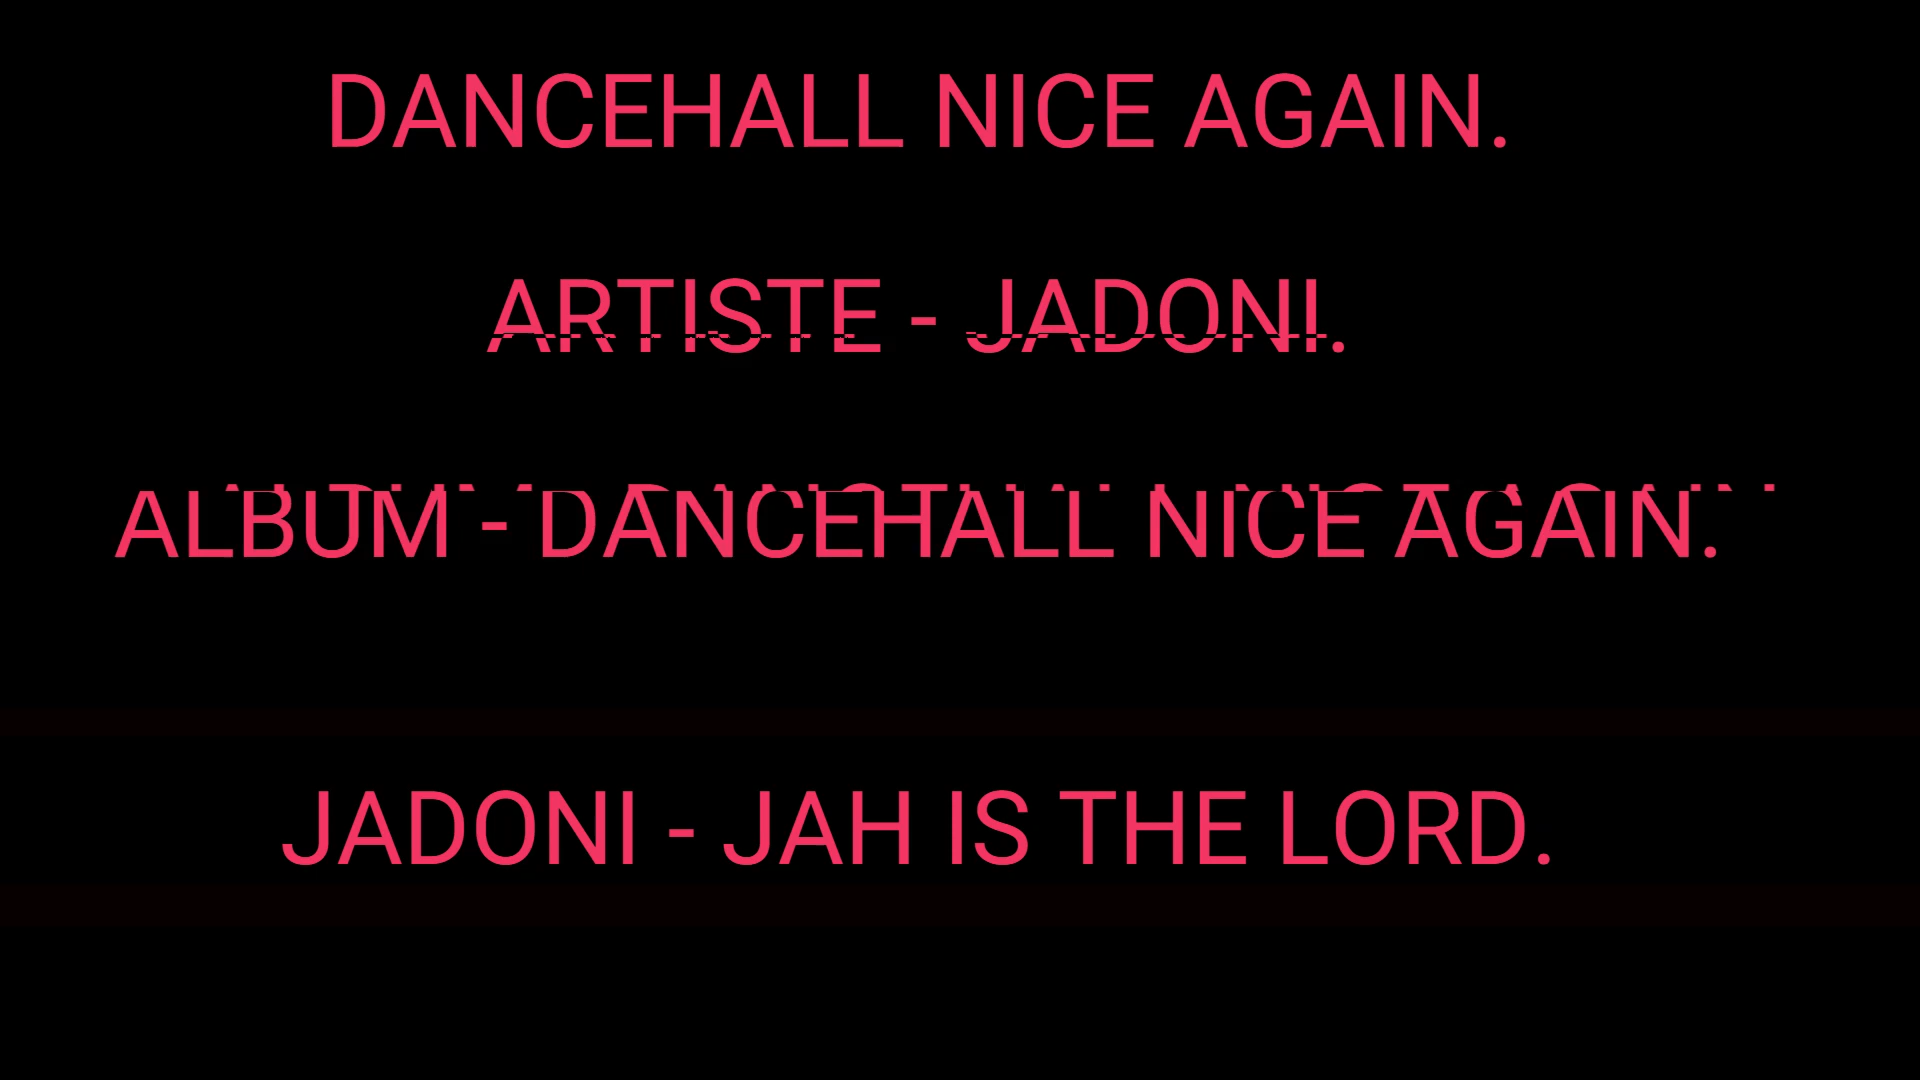 DANCEHALL NICE AGAIN.
ARTISTE - JADONI.
ALBUM - DANCEHALL NICE AGAIN.
JADONI - JAH IS THE LORD.